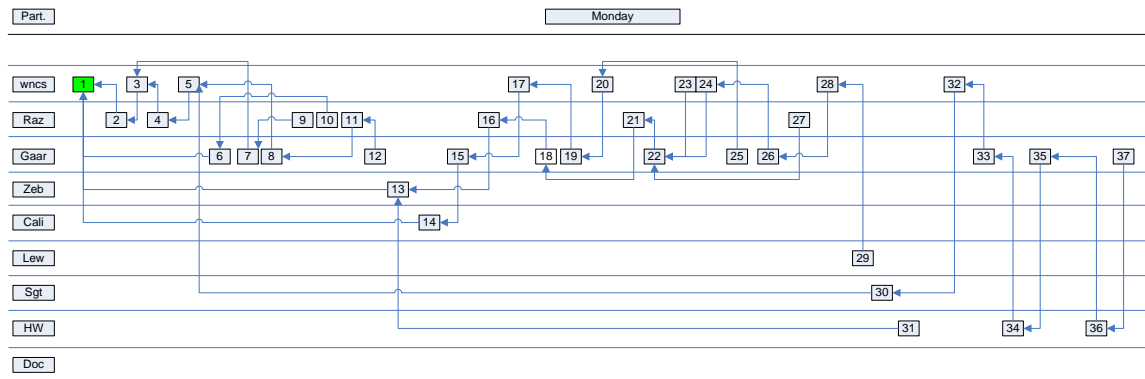 Part. Monday
wncs 1 3 5 17 20 23 24 28 32
Raz 2 4 9 10 11 16 21 27
Gaar 6 7 8 12 15 18 19 22 25 26 33 35 37
Zeb 13
Cali 14
Lew 29
Sgt 30
HW 31 34 36
Doc